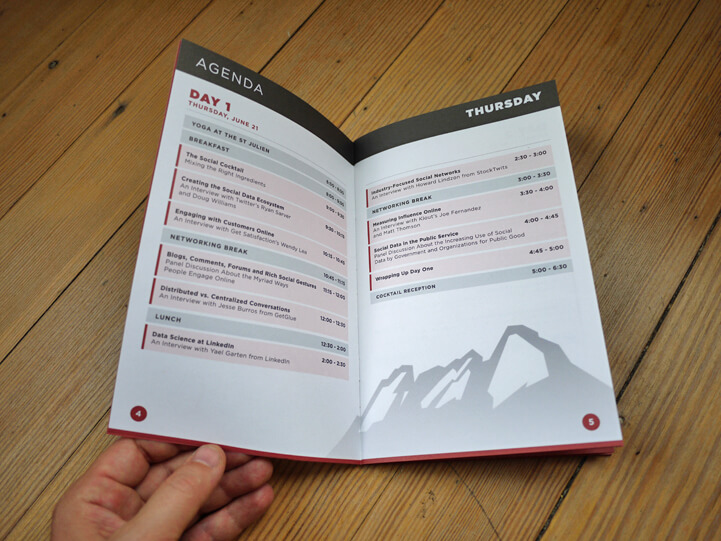 AGENDA
DAY 1
THURSDAY, JUNE 21
YOGA AT THE ST JULIEN
BREAKFAST
The Social Cocktail
Mixing the Right Ingredients
Creating the Social Data Ecosystem
An Interview with Twitter's Ryan Sarver
and Doug Williams
Engaging with Customers Online
An Interview with Get Satisfaction's Wendy Lea
10:15 - 10:45
NETWORKING BREAK
10:45 - 11:15
Blogs, Comments, Forums and Rich Social Gestures
11:15 - 12:00
Panel Discussion About the Myriad Ways
People Engage Online
Distributed vs. Centralized Conversations
12:00 - 12:30
An Interview with Jesse Burros from GetGlue
LUNCH
12:30 - 2:00
Data Science at LinkedIn
2:00 - 2:30
An Interview with Yael Garten from LinkedIn
4
THURSDAY
Industry-Focused Social Networks
2:30 - 3:00
An Interview with Howard Lindzon from StockTwits
NETWORKING BREAK
3:00 - 3:30
Measuring Influence Online
3:30 - 4:00
An Interview with Klout's Joe Fernandez
and Matt Thomson
Social Data in the Public Service
4:00 - 4:45
Panel Discussion About the Increasing Use of Social
Data by Government and Organizations for Public Good
Wrapping Up Day One
4:45 - 5:00
COCKTAIL RECEPTION
5:00 - 6:30
5